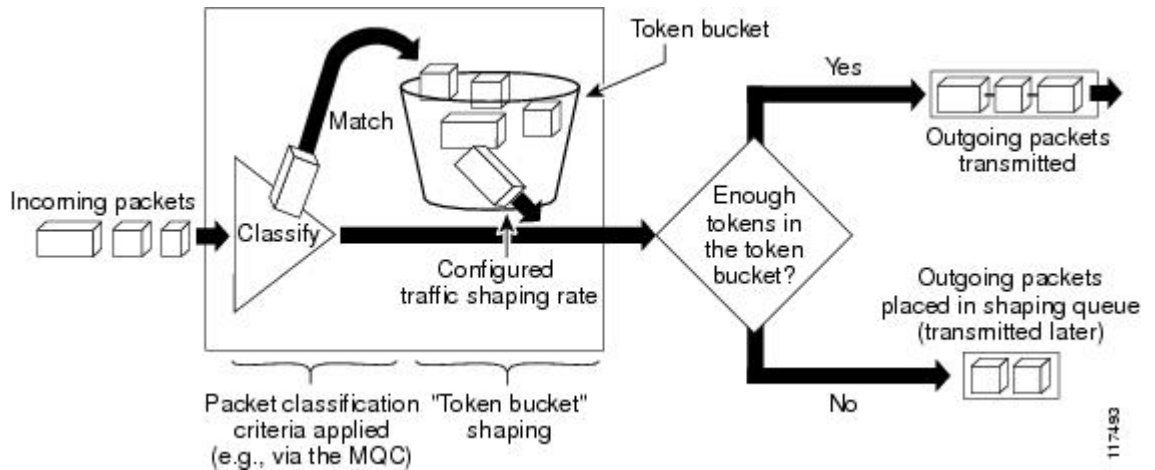 Token bucket
Match
Incoming packets
Classify
Configured
traffic shaping rate
Packet classification
criteria applied
(e.g., via the MQC)
"Token bucket"
shaping
Enough
tokens in
the token
bucket?
Yes
Outgoing packets
transmitted
Outgoing packets
placed in shaping queue
(transmitted later)
No
117493